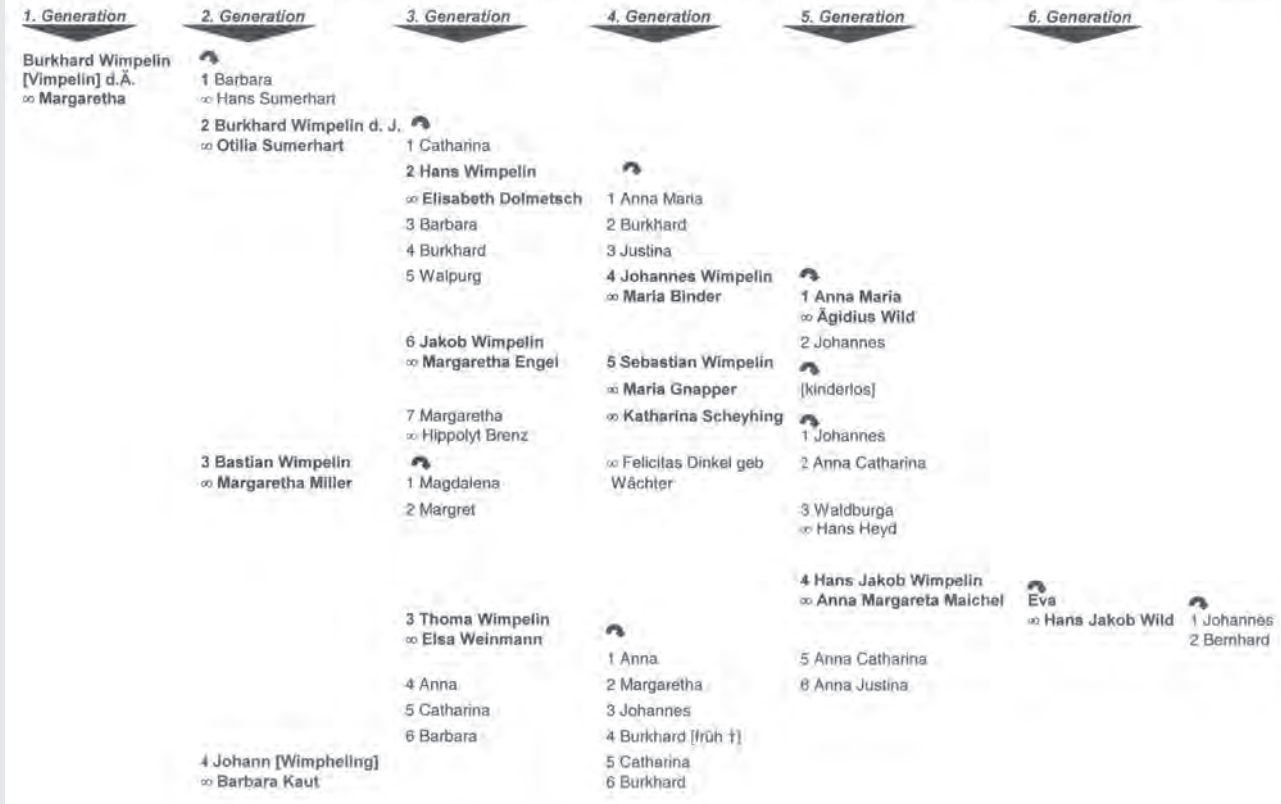 1. Generation 2. Generation 3. Generation 4. Generation 5. Generation 6. Generation
Burkhard Wimpelin
[Vimpelin] d.Ä.
∞ Margaretha
1 Barbara
∞ Hans Sumerhart
2 Burkhard Wimpelin d. J.
∞ Otilia Sumerhart
3 Bastian Wimpelin
∞ Margaretha Miller
4 Johann [Wimpheling]
∞ Barbara Kaut
1 Catharina
2 Hans Wimpelin
∞ Elisabeth Dolmetsch
3 Barbara
4 Burkhard
5 Walpurg
6 Jakob Wimpelin
∞ Margaretha Engel
7 Margaretha
∞ Hippolyt Brenz
1 Magdalena
2 Margret
3 Thoma Wimpelin
∞ Elsa Weinmann
4 Anna
5 Catharina
6 Barbara
1 Anna Maria
2 Burkhard
3 Justina
4 Johannes Wimpelin
∞ Maria Binder
5 Sebastian Wimpelin
∞ Maria Gnapper
∞ Katharina Scheyhing
∞ Felicitas Dinkel geb
Wächter
1 Anna
2 Margaretha
3 Johannes
4 Burkhard [früh †]
5 Catharina
6 Burkhard
1 Anna Maria
∞ Ägidius Wild
2 Johannes
[kinderlos]
1 Johannes
2 Anna Catharina
3 Waldburga
∞ Hans Heyd
4 Hans Jakob Wimpelin
∞ Anna Margareta Maichel
5 Anna Catharina
6 Anna Justina
Eva
∞ Hans Jakob Wild
1 Johannes
2 Bernhard